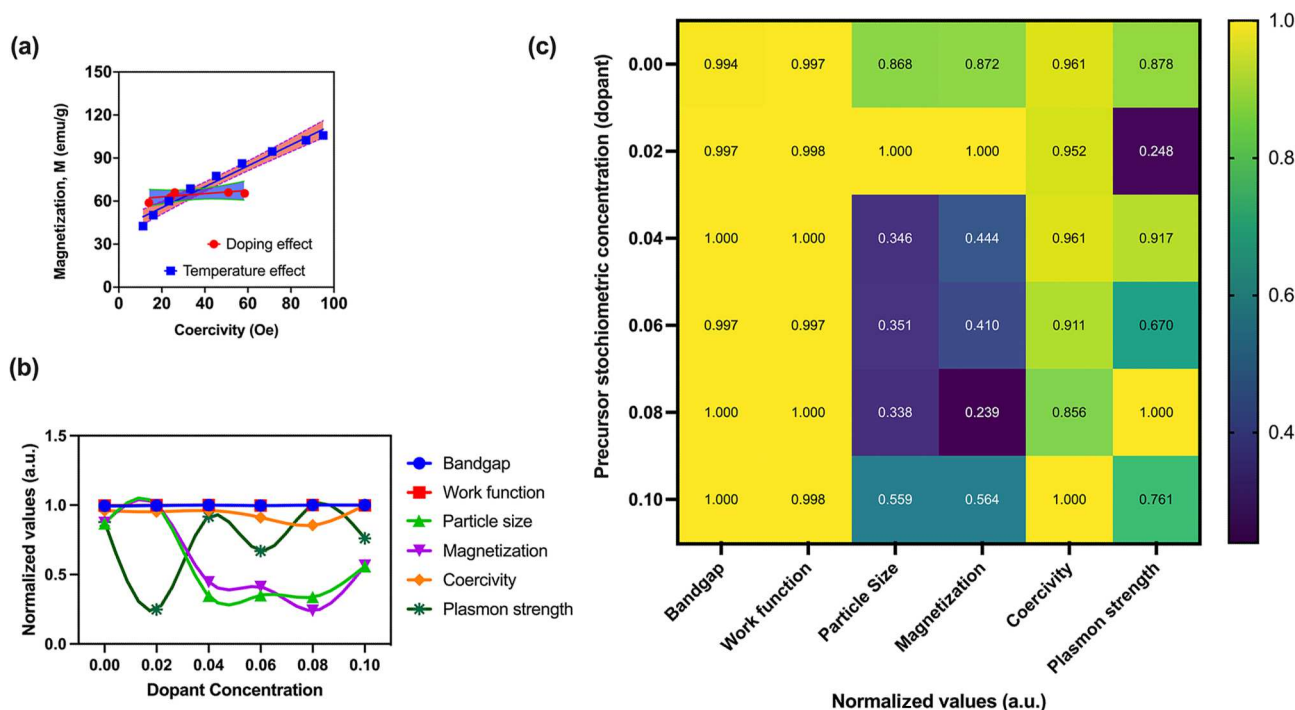 (a)
150
120
90
60
30
0
Magnetization, M (emu/g)
Doping effect
Temperature effect
0 20 40 60 80 100
Coercivity (Oe)
(b)
1.5
1.0
0.5
0.0
Normalized values (a.u.)
0.00 0.02 0.04 0.06 0.08 0.10
Dopant Concentration
Bandgap
Work function
Particle size
Magnetization
Coercivity
Plasmon strength
(c)
Precursor stochiometric concentration (dopant)
0.00 0.994 0.997 0.868 0.872 0.961 0.878
0.02 0.997 0.998 1.000 1.000 0.952 0.248
0.04 1.000 1.000 0.346 0.444 0.961 0.917
0.06 0.997 0.997 0.351 0.410 0.911 0.670
0.08 1.000 1.000 0.338 0.239 0.856 1.000
0.10 1.000 0.998 0.559 0.564 1.000 0.761
Bandgap
Work function
Particle Size
Magnetization
Coercivity
Plasmon strength
Normalized values (a.u.)
1.0
0.8
0.6
0.4